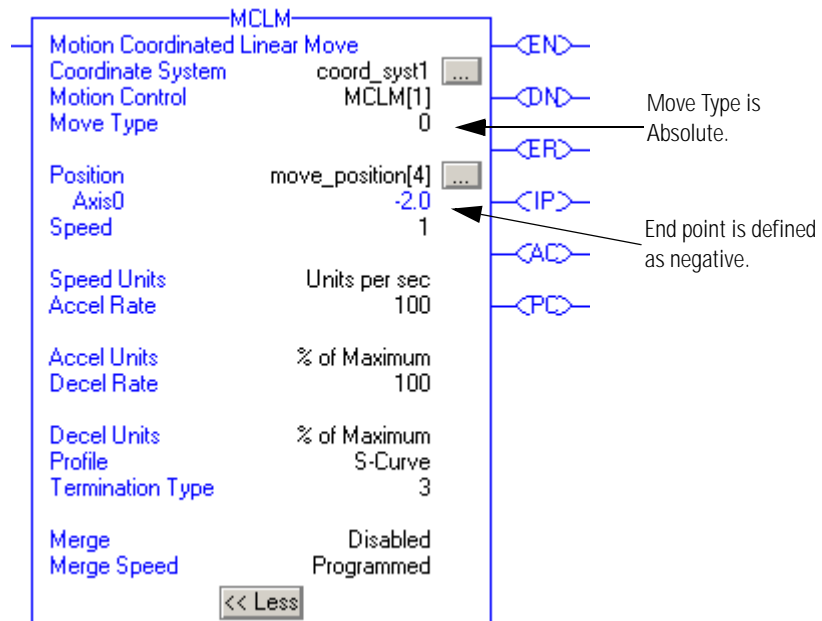 MCLM
Motion Coordinated Linear Move
Coordinate System coord_syst1 ...
Motion Control MCLM[1]
Move Type 0
Position move_position[4] ...
Axis0 -2.0
Speed 1
Speed Units Units per sec
Accel Rate 100
Accel Units % of Maximum
Decel Rate 100
Decel Units % of Maximum
Profile S-Curve
Termination Type 3
Merge Disabled
Merge Speed Programmed
<< Less
EN
DN
ER
IP
AC
PC
Move Type is
Absolute.
End point is defined
as negative.